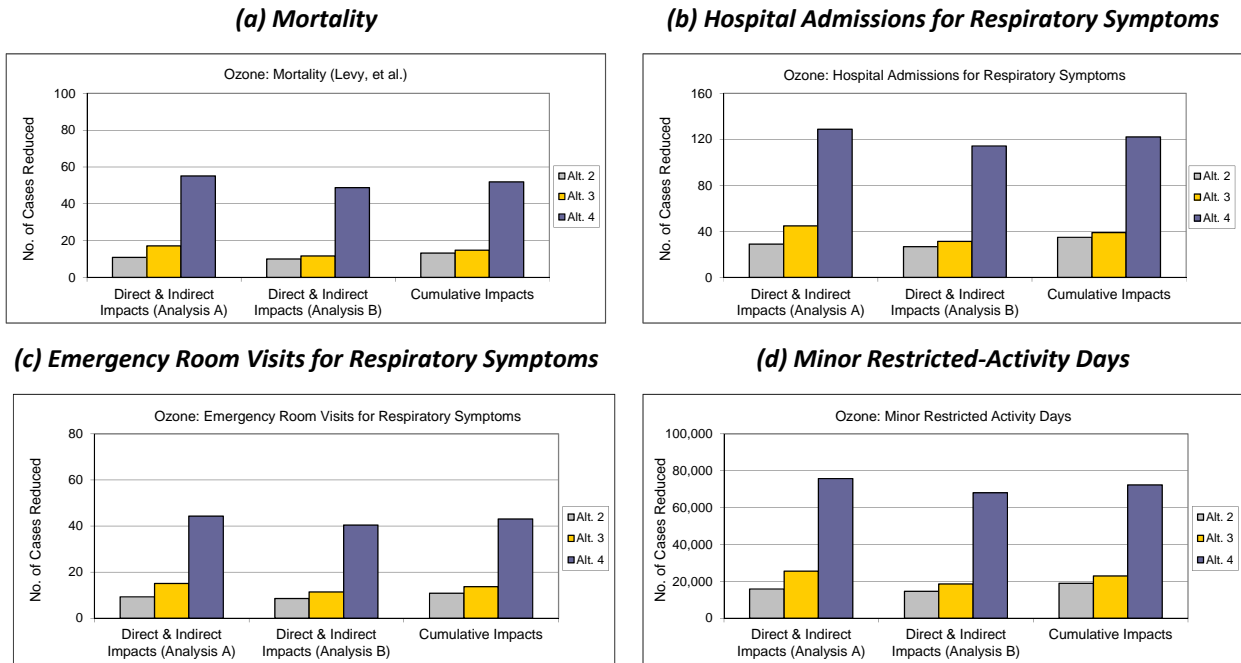 (a) Mortality
Ozone: Mortality (Levy, et al.)
No. of Cases Reduced
100
80
60
40
20
0
Direct & Indirect
Impacts (Analysis A)
Direct & Indirect
Impacts (Analysis B)
Cumulative Impacts
Alt. 2
Alt. 3
Alt. 4
(b) Hospital Admissions for Respiratory Symptoms
Ozone: Hospital Admissions for Respiratory Symptoms
No. of Cases Reduced
160
120
80
40
0
Direct & Indirect
Impacts (Analysis A)
Direct & Indirect
Impacts (Analysis B)
Cumulative Impacts
Alt. 2
Alt. 3
Alt. 4
(c) Emergency Room Visits for Respiratory Symptoms
Ozone: Emergency Room Visits for Respiratory Symptoms
No. of Cases Reduced
80
60
40
20
0
Direct & Indirect
Impacts (Analysis A)
Direct & Indirect
Impacts (Analysis B)
Cumulative Impacts
Alt. 2
Alt. 3
Alt. 4
(d) Minor Restricted-Activity Days
Ozone: Minor Restricted Activity Days
No. of Cases Reduced
100,000
80,000
60,000
40,000
20,000
0
Direct & Indirect
Impacts (Analysis A)
Direct & Indirect
Impacts (Analysis B)
Cumulative Impacts
Alt. 2
Alt. 3
Alt. 4